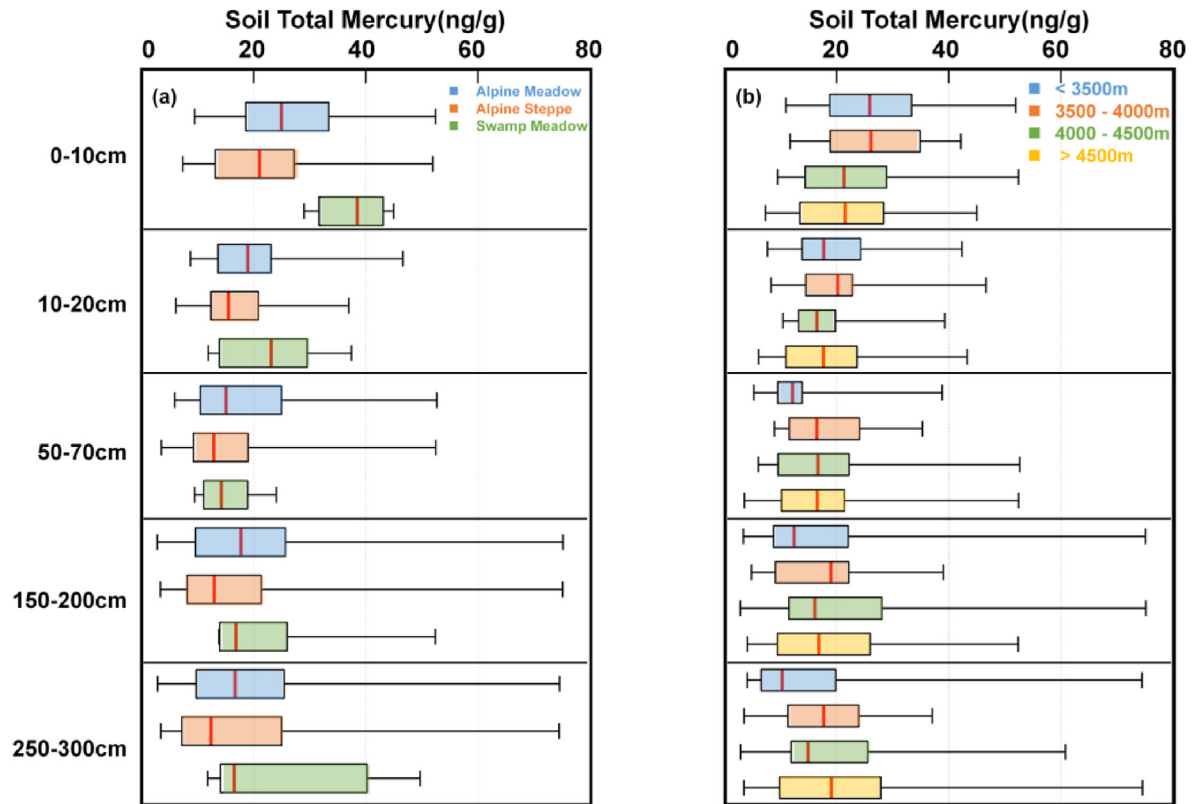 Soil Total Mercury(ng/g)
0 20 40 60 80
(a)
Alpine Meadow
Alpine Steppe
Swamp Meadow
0-10cm
10-20cm
50-70cm
150-200cm
250-300cm
Soil Total Mercury(ng/g)
0 20 40 60 80
(b)
< 3500m
3500 - 4000m
4000 - 4500m
> 4500m